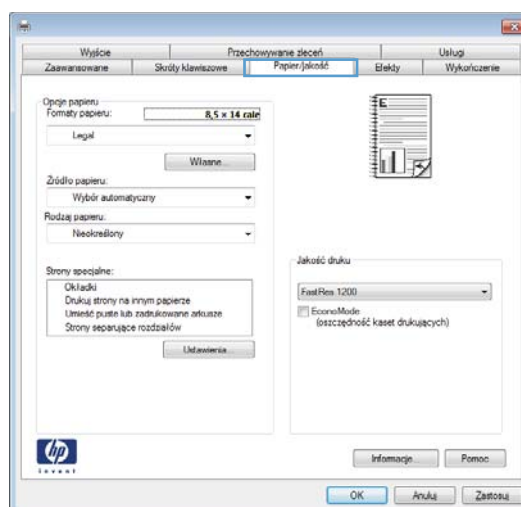 Wyjście Przechowywanie zleceń Usługi
Zaawansowane Skróty klawiszowe Papier/jakość Efekty Wykończenie
Opcje papieru
Formaty papieru: 8,5 × 14 cale
Legal
Własne...
Źródło papieru:
Wybór automatyczny
Rodzaj papieru:
Nieokreślony
Strony specjalne:
Okładki
Drukuj strony na innym papierze
Umieść puste lub zadrukowane arkusze
Strony separujące rozdziałów
Ustawienia...
E
Jakość druku
FastRes 1200
EconoMode
(oszczędność kaset drukujących)
hp
invent
Informacje... Pomoc
OK Anuluj Zastosuj